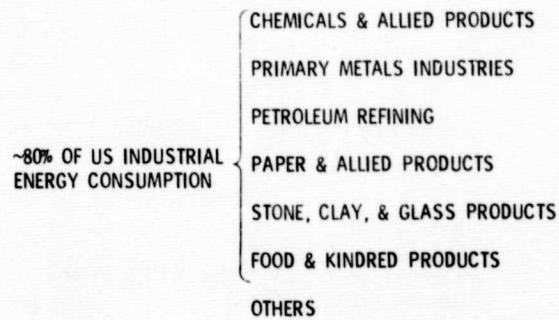 CHEMICALS & ALLIED PRODUCTS
PRIMARY METALS INDUSTRIES
PETROLEUM REFINING
~80% OF US INDUSTRIAL
ENERGY CONSUMPTION
PAPER & ALLIED PRODUCTS
STONE, CLAY, & GLASS PRODUCTS
FOOD & KINDRED PRODUCTS
OTHERS